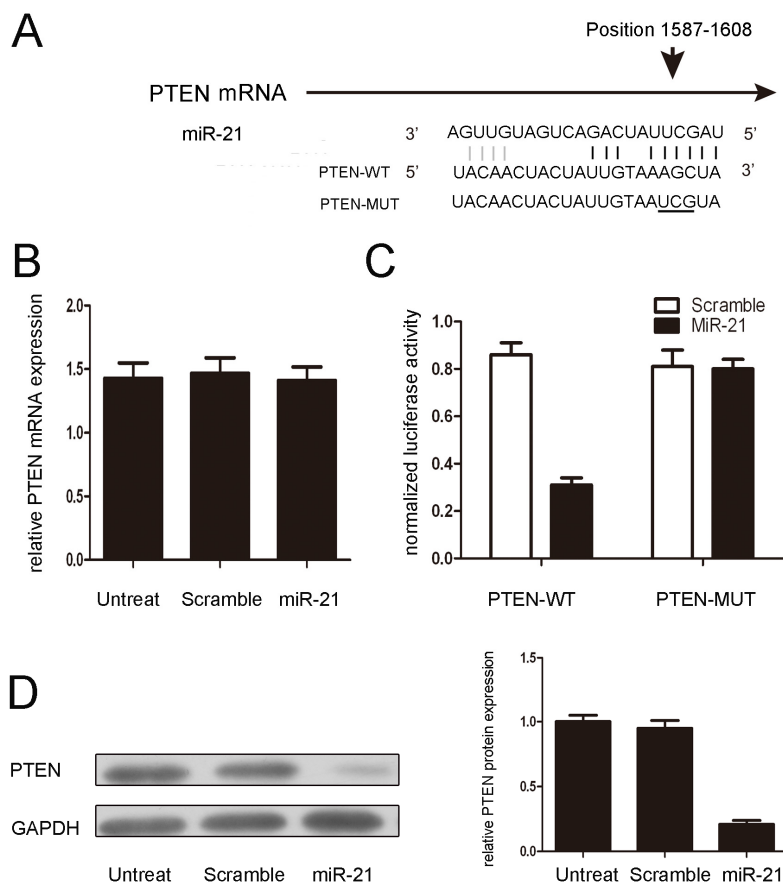 A
Position 1587-1608
PTEN mRNA
miR-21 3’ AGUUGUAGUCAGACUAUUCGAU 5’
PTEN-WT 5’ UACAACUACUAUUGUAAAGCUA 3’
PTEN-MUT UACAACUACUAUUGUAAUCGUA
B
relative PTEN mRNA expression
2.0
1.5
1.0
0.5
0.0
Untreat Scramble miR-21
C
Scramble
MiR-21
normalized luciferase activity
1.0
0.8
0.6
0.4
0.2
0.0
PTEN-WT PTEN-MUT
D
PTEN
GAPDH
Untreat Scramble miR-21
relative PTEN protein expression
1.5
1.0
0.5
0.0
Untreat Scramble miR-21